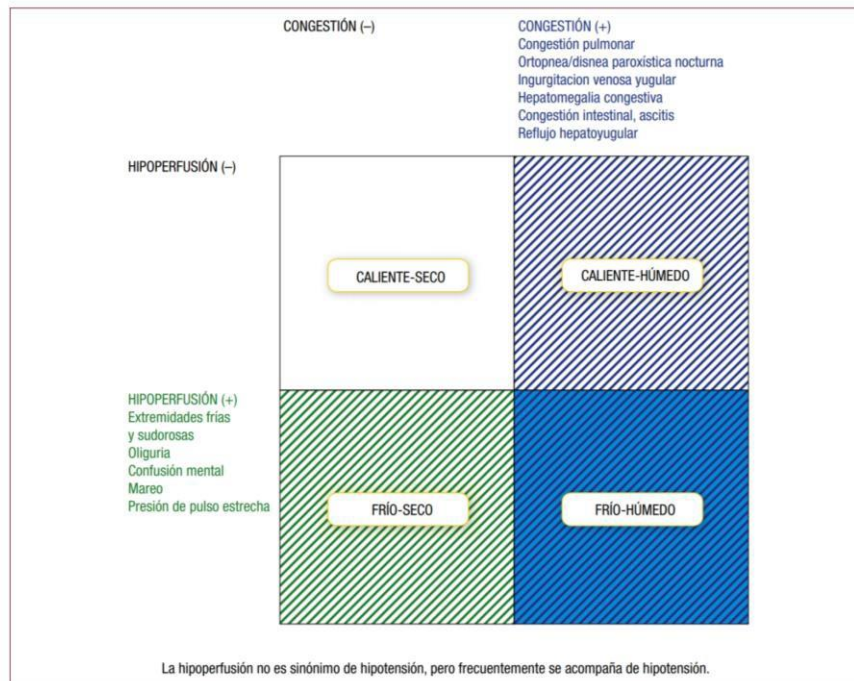 CONGESTIÓN (–)
CONGESTIÓN (+)
Congestión pulmonar
Ortopnea/disnea paroxística nocturna
Ingurgitacion venosa yugular
Hepatomegalia congestiva
Congestión intestinal, ascitis
Reflujo hepatoyugular
HIPOPERFUSIÓN (–)
CALIENTE-SECO
CALIENTE-HÚMEDO
HIPOPERFUSIÓN (+)
Extremidades frias
y sudorosas
Oliguria
Confusión mental
Mareo
Presión de pulso estrecha
FRÍO-SECO
FRÍO-HÚMEDO
La hipoperfusión no es sinónimo de hipotensión, pero frecuentemente se acompaña de hipotensión.